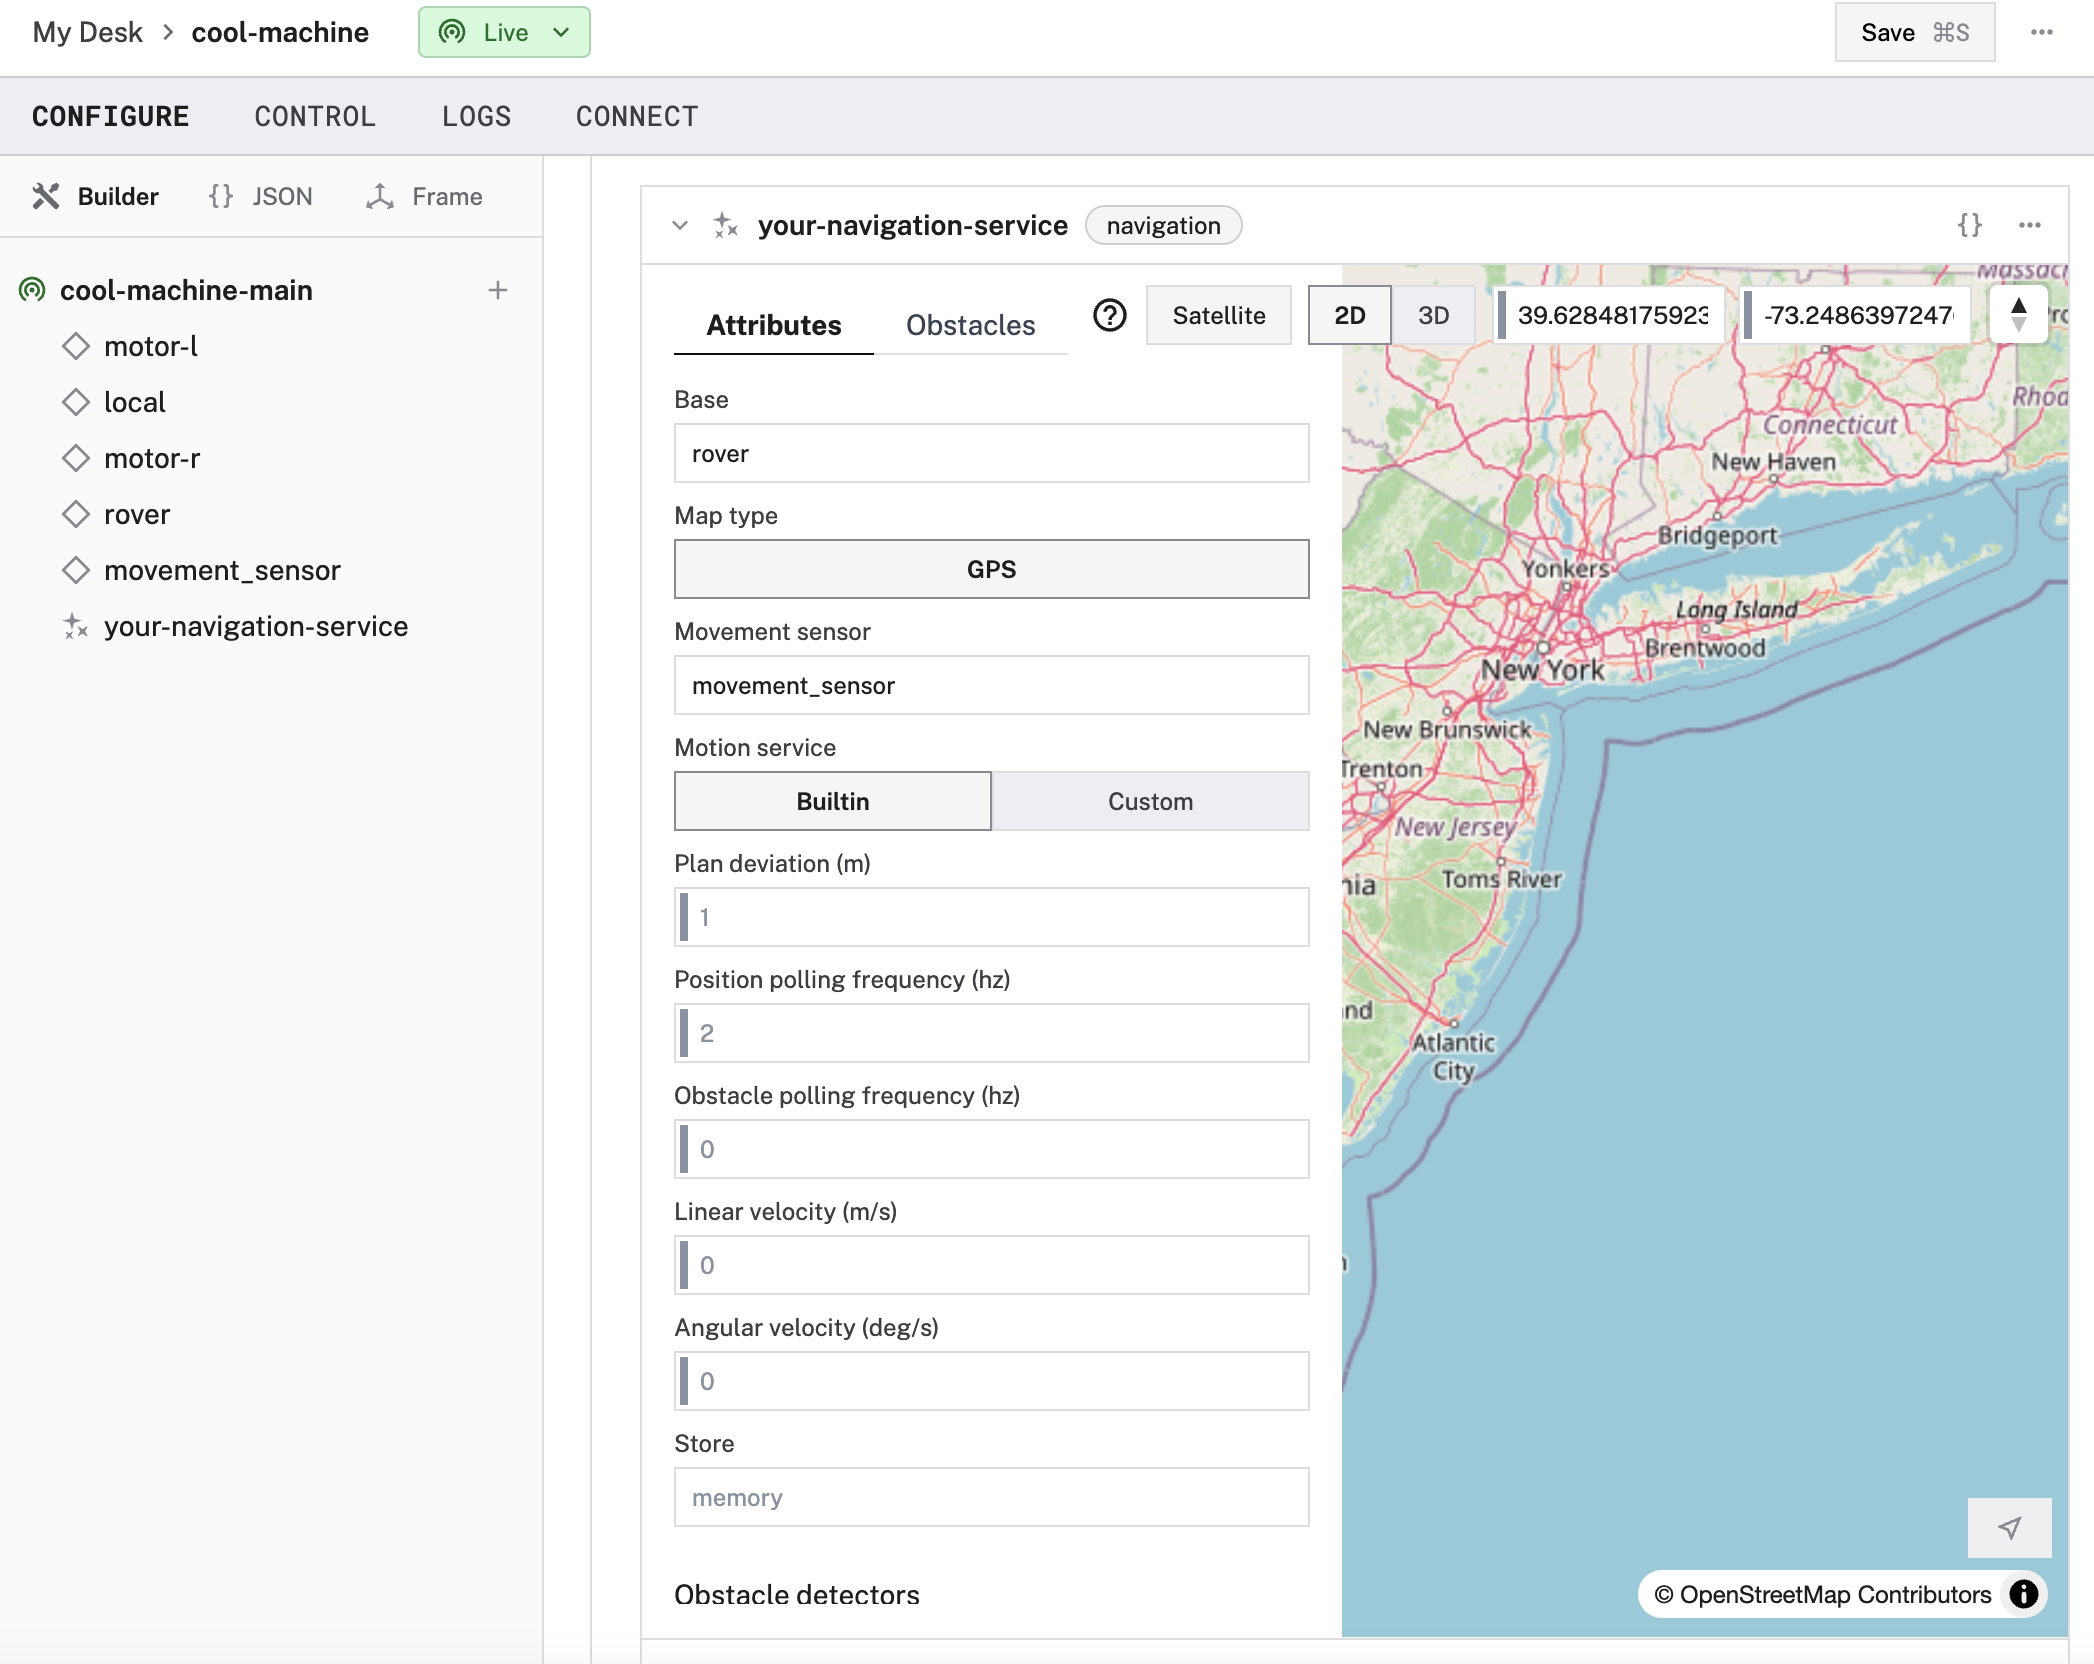 My Desk > cool-machine
Live
Save ⌘S
CONFIGURE CONTROL LOGS CONNECT
Builder {} JSON Frame
cool-machine-main
motor-l
local
motor-r
rover
movement_sensor
your-navigation-service
your-navigation-service navigation {}
Attributes Obstacles
Satellite 2D 3D 39.62848175923 -73.2486397247
Base
rover
Map type
GPS
Movement sensor
movement_sensor
Motion service
Builtin Custom
Plan deviation (m)
1
Position polling frequency (hz)
2
Obstacle polling frequency (hz)
0
Linear velocity (m/s)
0
Angular velocity (deg/s)
0
Store
memory
Obstacle detectors
Connecticut
New Haven
Bridgeport
Yonkers
Long Island
Brentwood
New York
New Brunswick
Trenton
New Jersey
Toms River
Atlantic
City
© OpenStreetMap Contributors